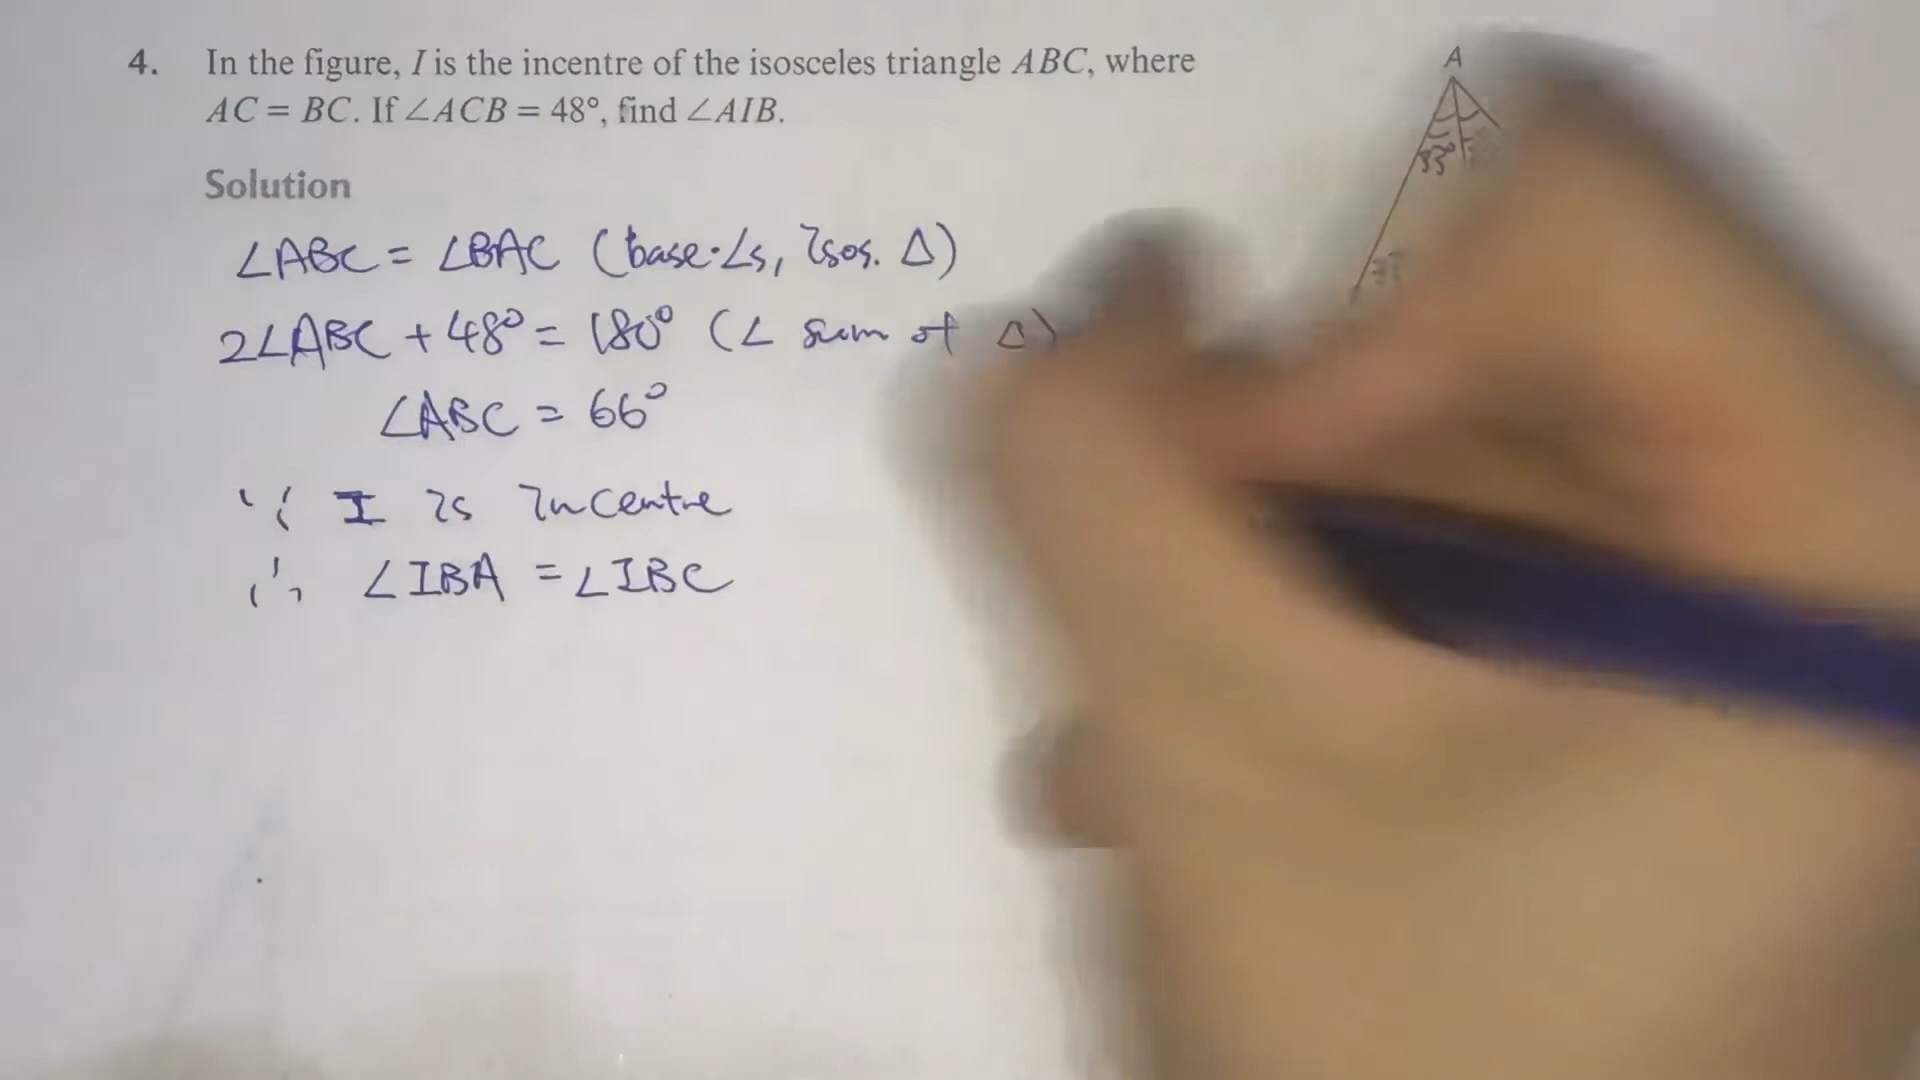 4. In the figure, I is the incentre of the isosceles triangle ABC, where
AC = BC. If ∠ACB = 48°, find ∠AIB.
A
33°
Solution
∠ABC = ∠BAC (base ∠s, isos. △)
2∠ABC + 48° = 180° (∠ sum of △)
∠ABC = 66°
∵ I is incentre
∴ ∠IBA = ∠IBC